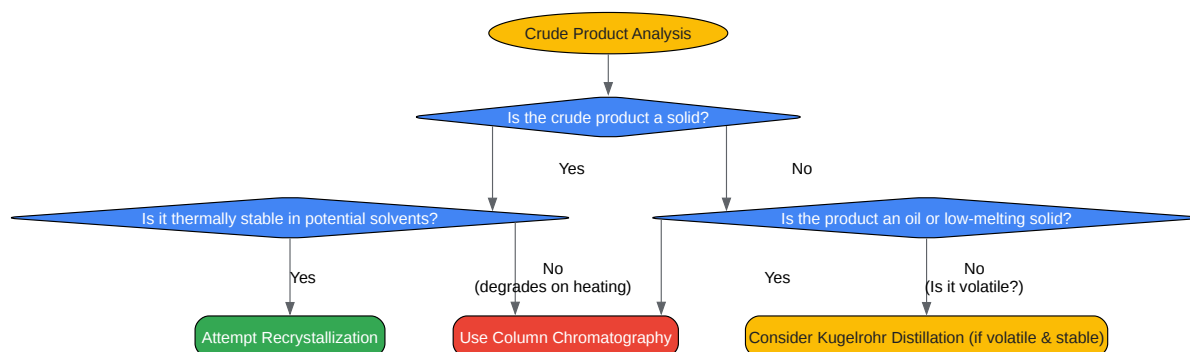 Crude Product Analysis
Is the crude product a solid?
Yes
No
Is it thermally stable in potential solvents?
Is the product an oil or low-melting solid?
Yes
No
(degrades on heating)
Yes
No
(Is it volatile?)
Attempt Recrystallization
Use Column Chromatography
Consider Kugelrohr Distillation (if volatile & stable)